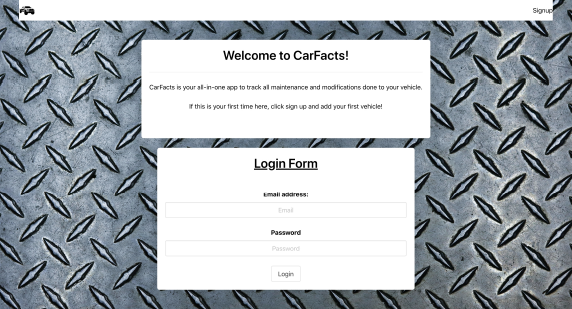 Signup
Welcome to CarFacts!
CarFacts is your all-in-one app to track all maintenance and modifications done to your vehicle.
If this is your first time here, click sign up and add your first vehicle!
Login Form
Email address:
Email
Password
Password
Login